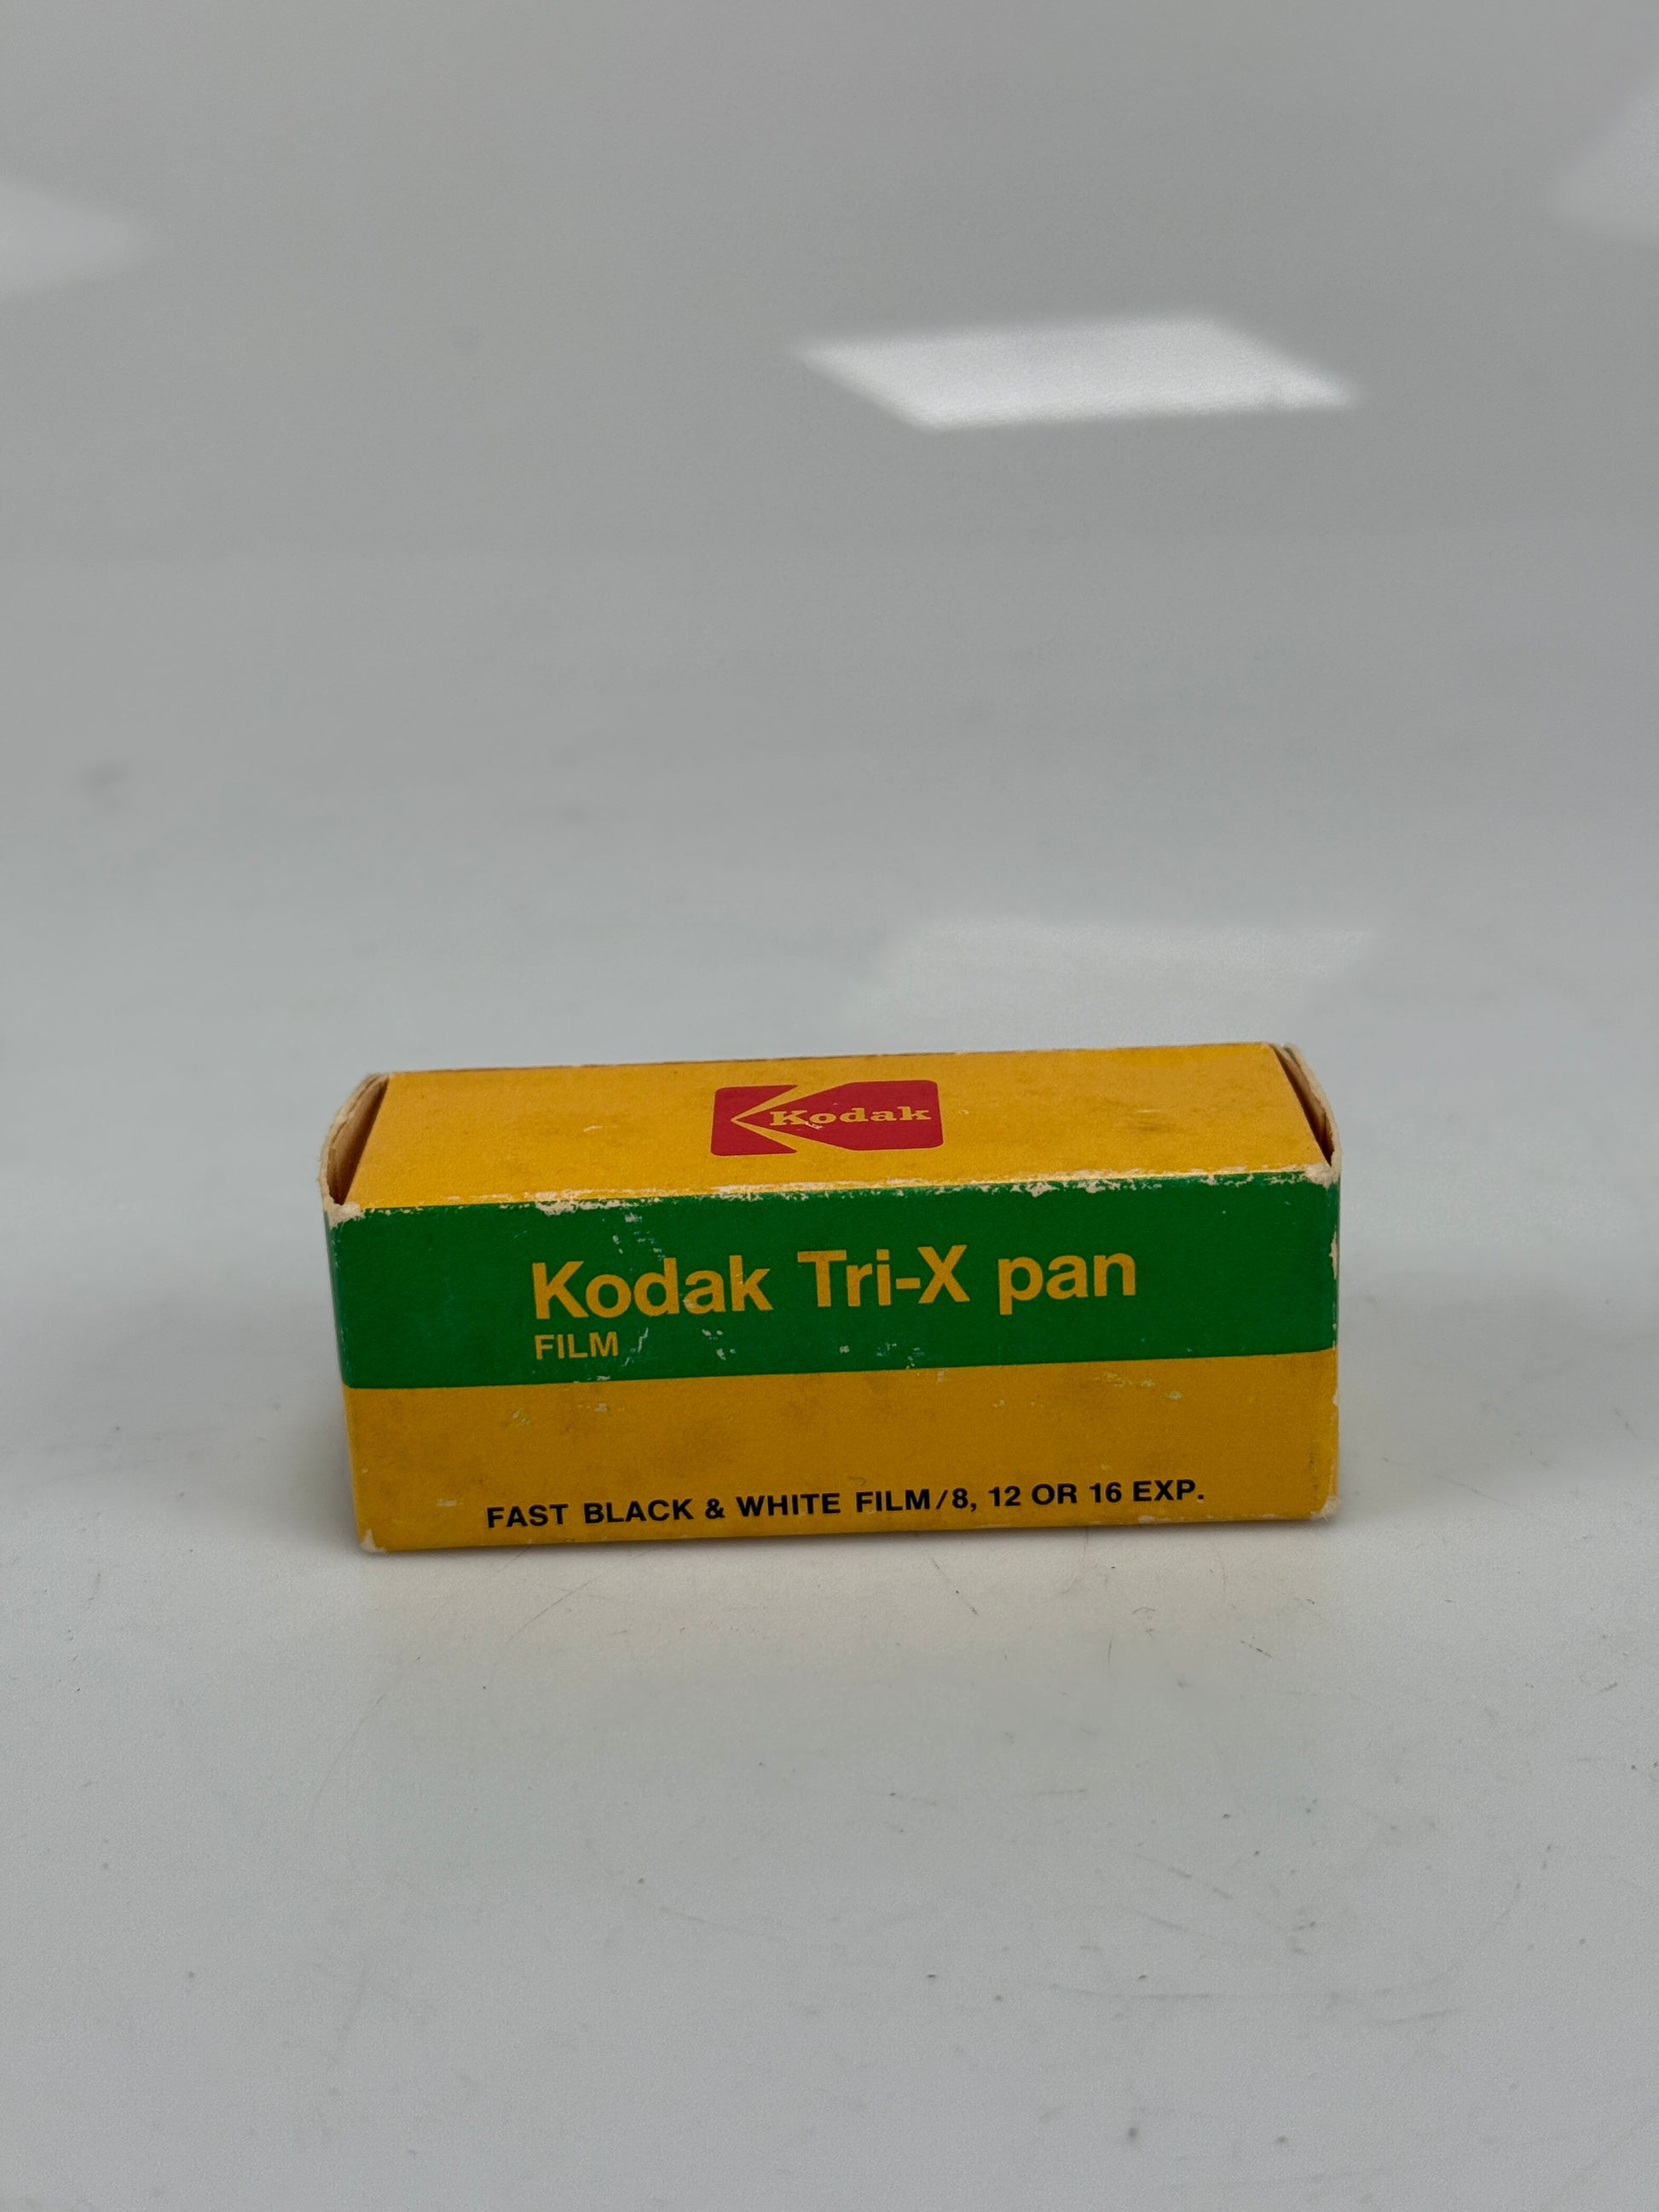 Kodak
Kodak Tri-X pan
FILM
FAST BLACK & WHITE FILM/8, 12 OR 16 EXP.